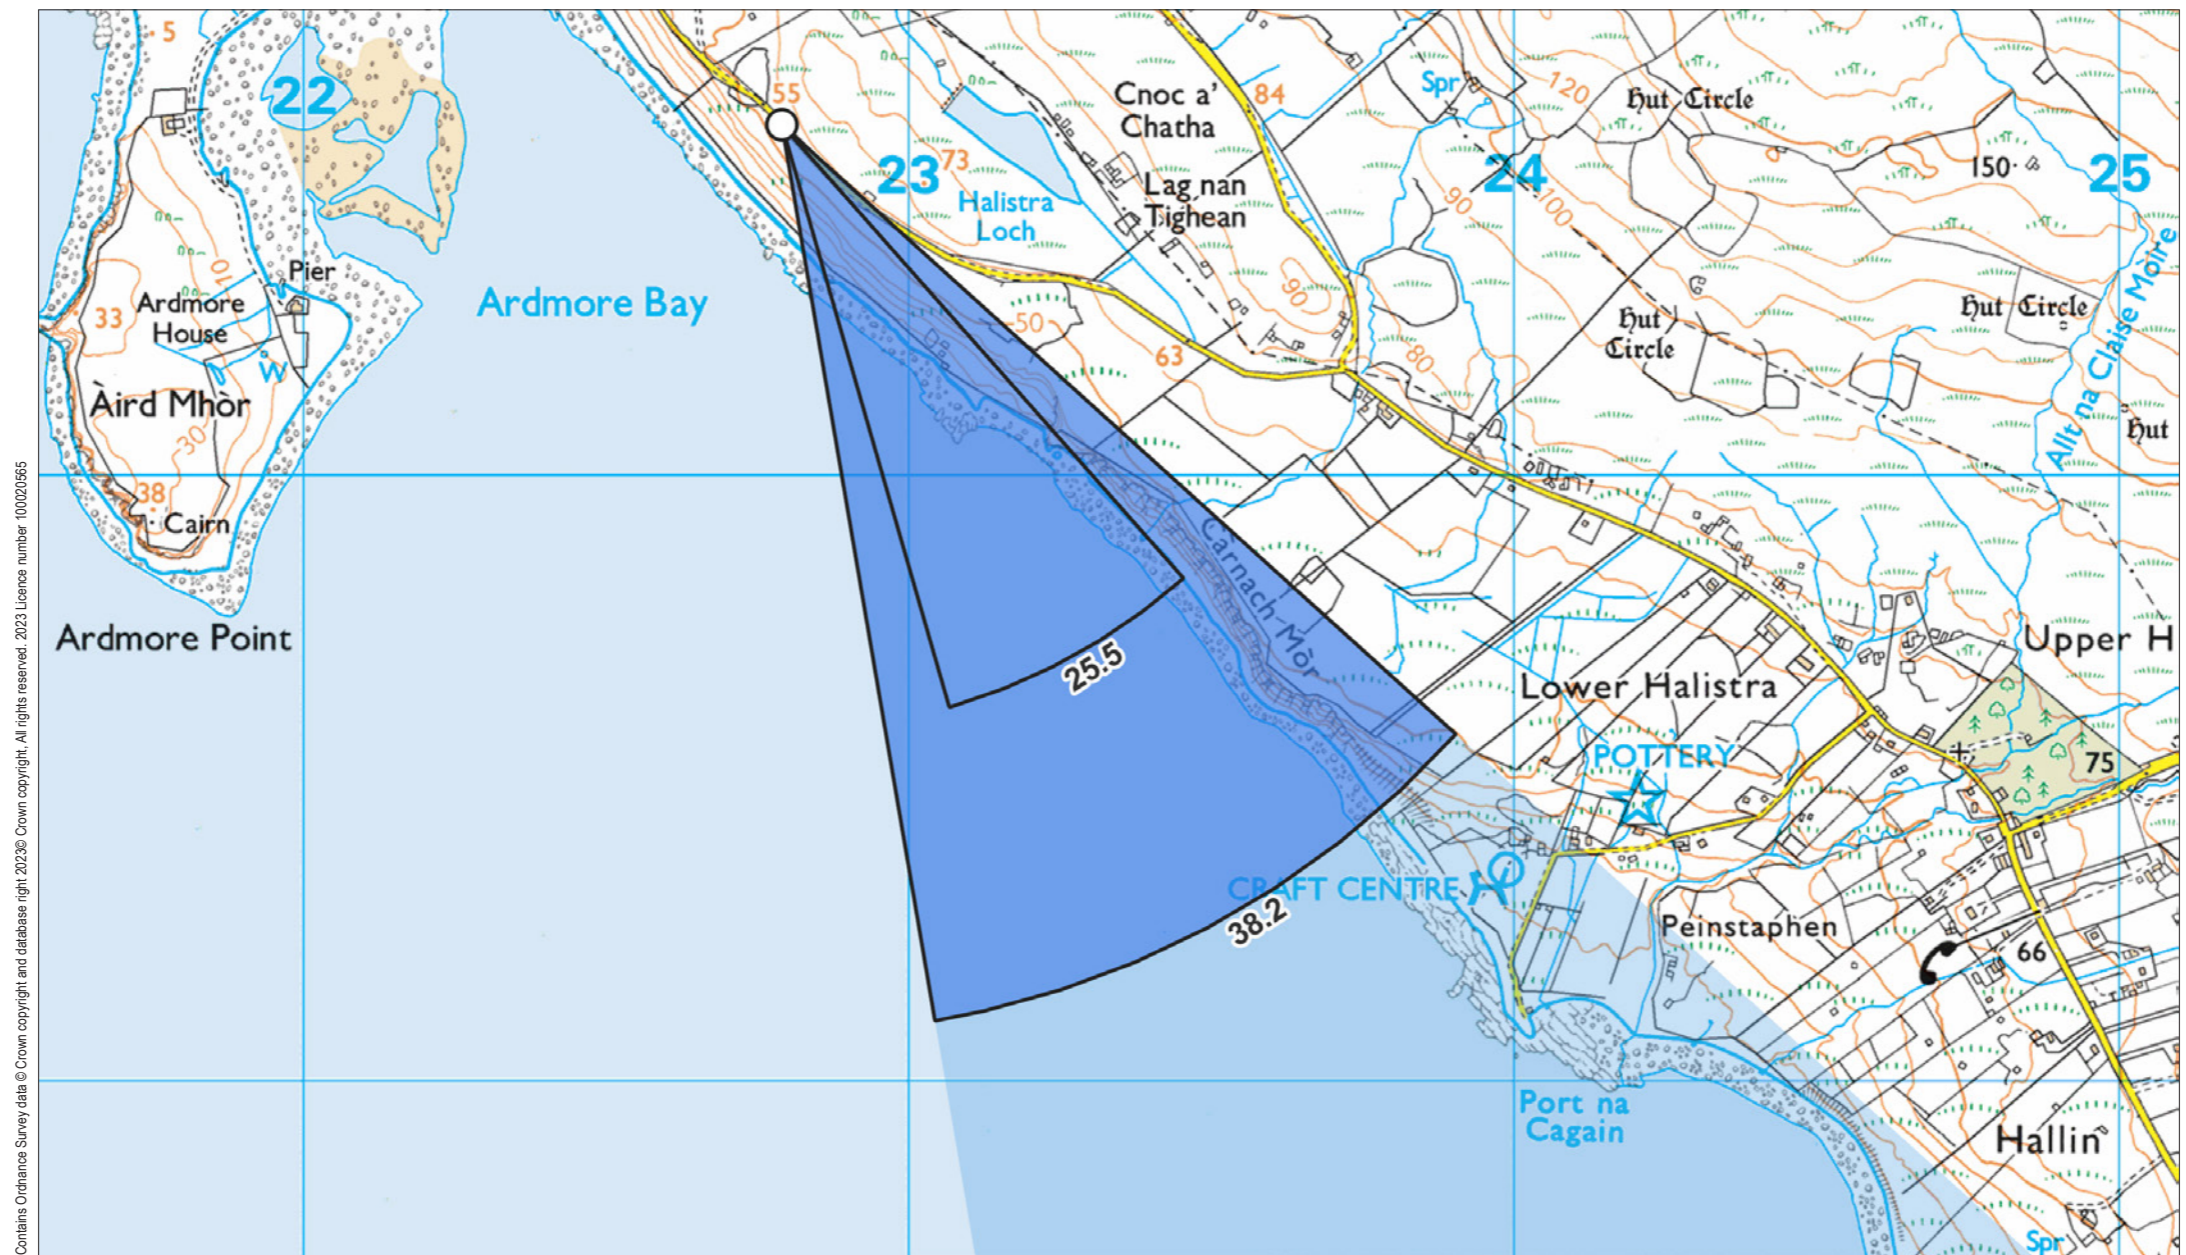 Contains Ordnance Survey data © Crown copyright and database right 2023© Crown copyright, All rights reserved. 2023 Licence number 100020565
5
22
55
84
Spr
120
Hut Circle
Cnoc a'
Chatha
73
23
Halistra
Loch
Lag nan
Tighean
24
100
90
150
25
Pier
10
Ardmore
House
33
W
Ardmore Bay
50
63
90
80
Hut
Circle
Hut Circle
Allt na Claise Mòire
Hut
Àird Mhòr
30
38
Cairn
Ardmore Point
Carnach Mòr
25.5
Upper H
Lower Halistra
POTTERY
75
CRAFT CENTRE
38.2
Peinstaphen
66
Port na
Cagain
Hallin
Spr